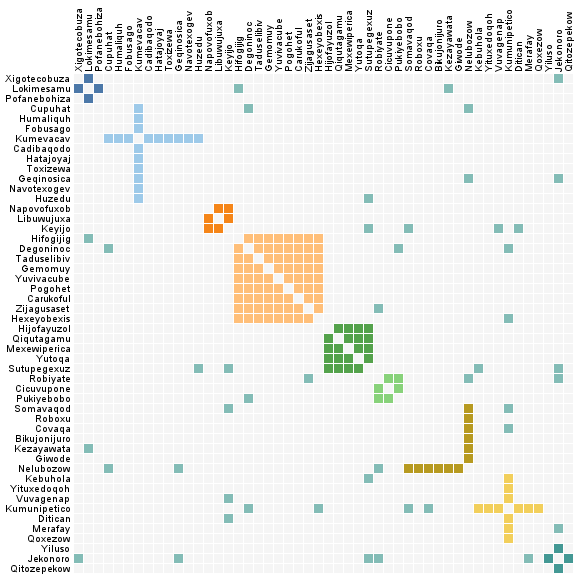 Xigotecobuza
Lokimesamu
Pofanebohiza
Cupuhat
Humaliquh
Fobusago
Kumevacav
Cadibaqodo
Hatajoyaj
Toxizewa
Geqinosica
Navotexogev
Huzedu
Napovofuxob
Libuwujuxa
Keyijo
Hifogijig
Degoninoc
Taduselibiv
Gemomuy
Yuvivacube
Pogohet
Carukoful
Zijagusaset
Hexeyobexis
Hijofayuzol
Qiqutagamu
Mexewiperica
Yutoqa
Sutupegexuz
Robiyate
Cicuvupone
Pukiyebobo
Somavaqod
Roboxu
Covaqa
Bikujonijuro
Kezayawata
Giwode
Nelubozow
Kebuhola
Yituxedoqoh
Vuvagenap
Kumunipetico
Ditican
Merafay
Qoxezow
Yiluso
Jekonoro
Qitozepekow
Xigotecobuza
Lokimesamu
Pofanebohiza
Cupuhat
Humaliquh
Fobusago
Kumevacav
Cadibaqodo
Hatajoyaj
Toxizewa
Geqinosica
Navotexogev
Huzedu
Napovofuxob
Libuwujuxa
Keyijo
Hifogijig
Degoninoc
Taduselibiv
Gemomuy
Yuvivacube
Pogohet
Carukoful
Zijagusaset
Hexeyobexis
Hijofayuzol
Qiqutagamu
Mexewiperica
Yutoqa
Sutupegexuz
Robiyate
Cicuvupone
Pukiyebobo
Somavaqod
Roboxu
Covaqa
Bikujonijuro
Kezayawata
Giwode
Nelubozow
Kebuhola
Yituxedoqoh
Vuvagenap
Kumunipetico
Ditican
Merafay
Qoxezow
Yiluso
Jekonoro
Qitozepekow